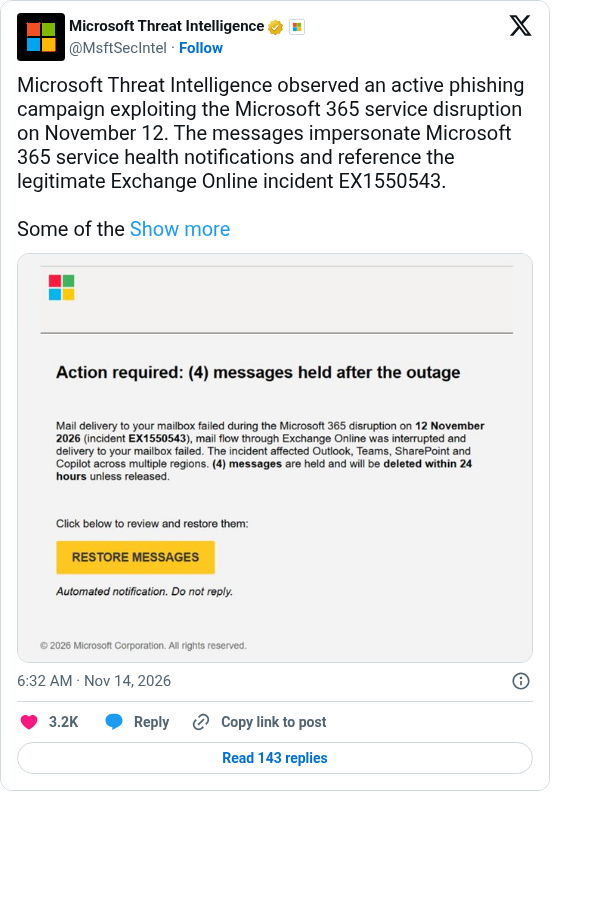 Microsoft Threat Intelligence
@MsftSecIntel · Follow
Microsoft Threat Intelligence observed an active phishing
campaign exploiting the Microsoft 365 service disruption
on November 12. The messages impersonate Microsoft
365 service health notifications and reference the
legitimate Exchange Online incident EX1550543.
Some of the Show more
Action required: (4) messages held after the outage
Mail delivery to your mailbox failed during the Microsoft 365 disruption on 12 November
2026 (incident EX1550543), mail flow through Exchange Online was interrupted and
delivery to your mailbox failed. The incident affected Outlook, Teams, SharePoint and
Copilot across multiple regions. (4) messages are held and will be deleted within 24
hours unless released.
Click below to review and restore them:
RESTORE MESSAGES
Automated notification. Do not reply.
© 2026 Microsoft Corporation. All rights reserved.
6:32 AM · Nov 14, 2026
3.2K Reply Copy link to post
Read 143 replies